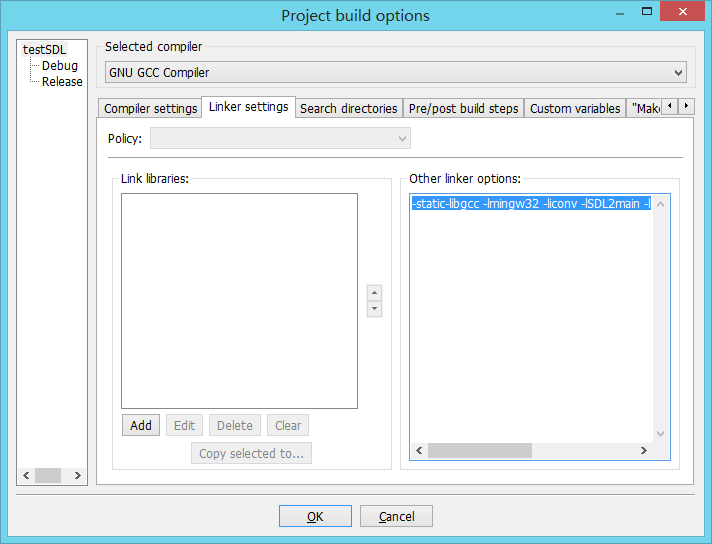 Project build options
testSDL
Debug
Release
Selected compiler
GNU GCC Compiler
Compiler settings
Linker settings
Search directories
Pre/post build steps
Custom variables
"Make
Policy:
Link libraries:
Other linker options:
-static-libgcc -lmingw32 -liconv -lSDL2main -l
Add
Edit
Delete
Clear
Copy selected to...
OK
Cancel